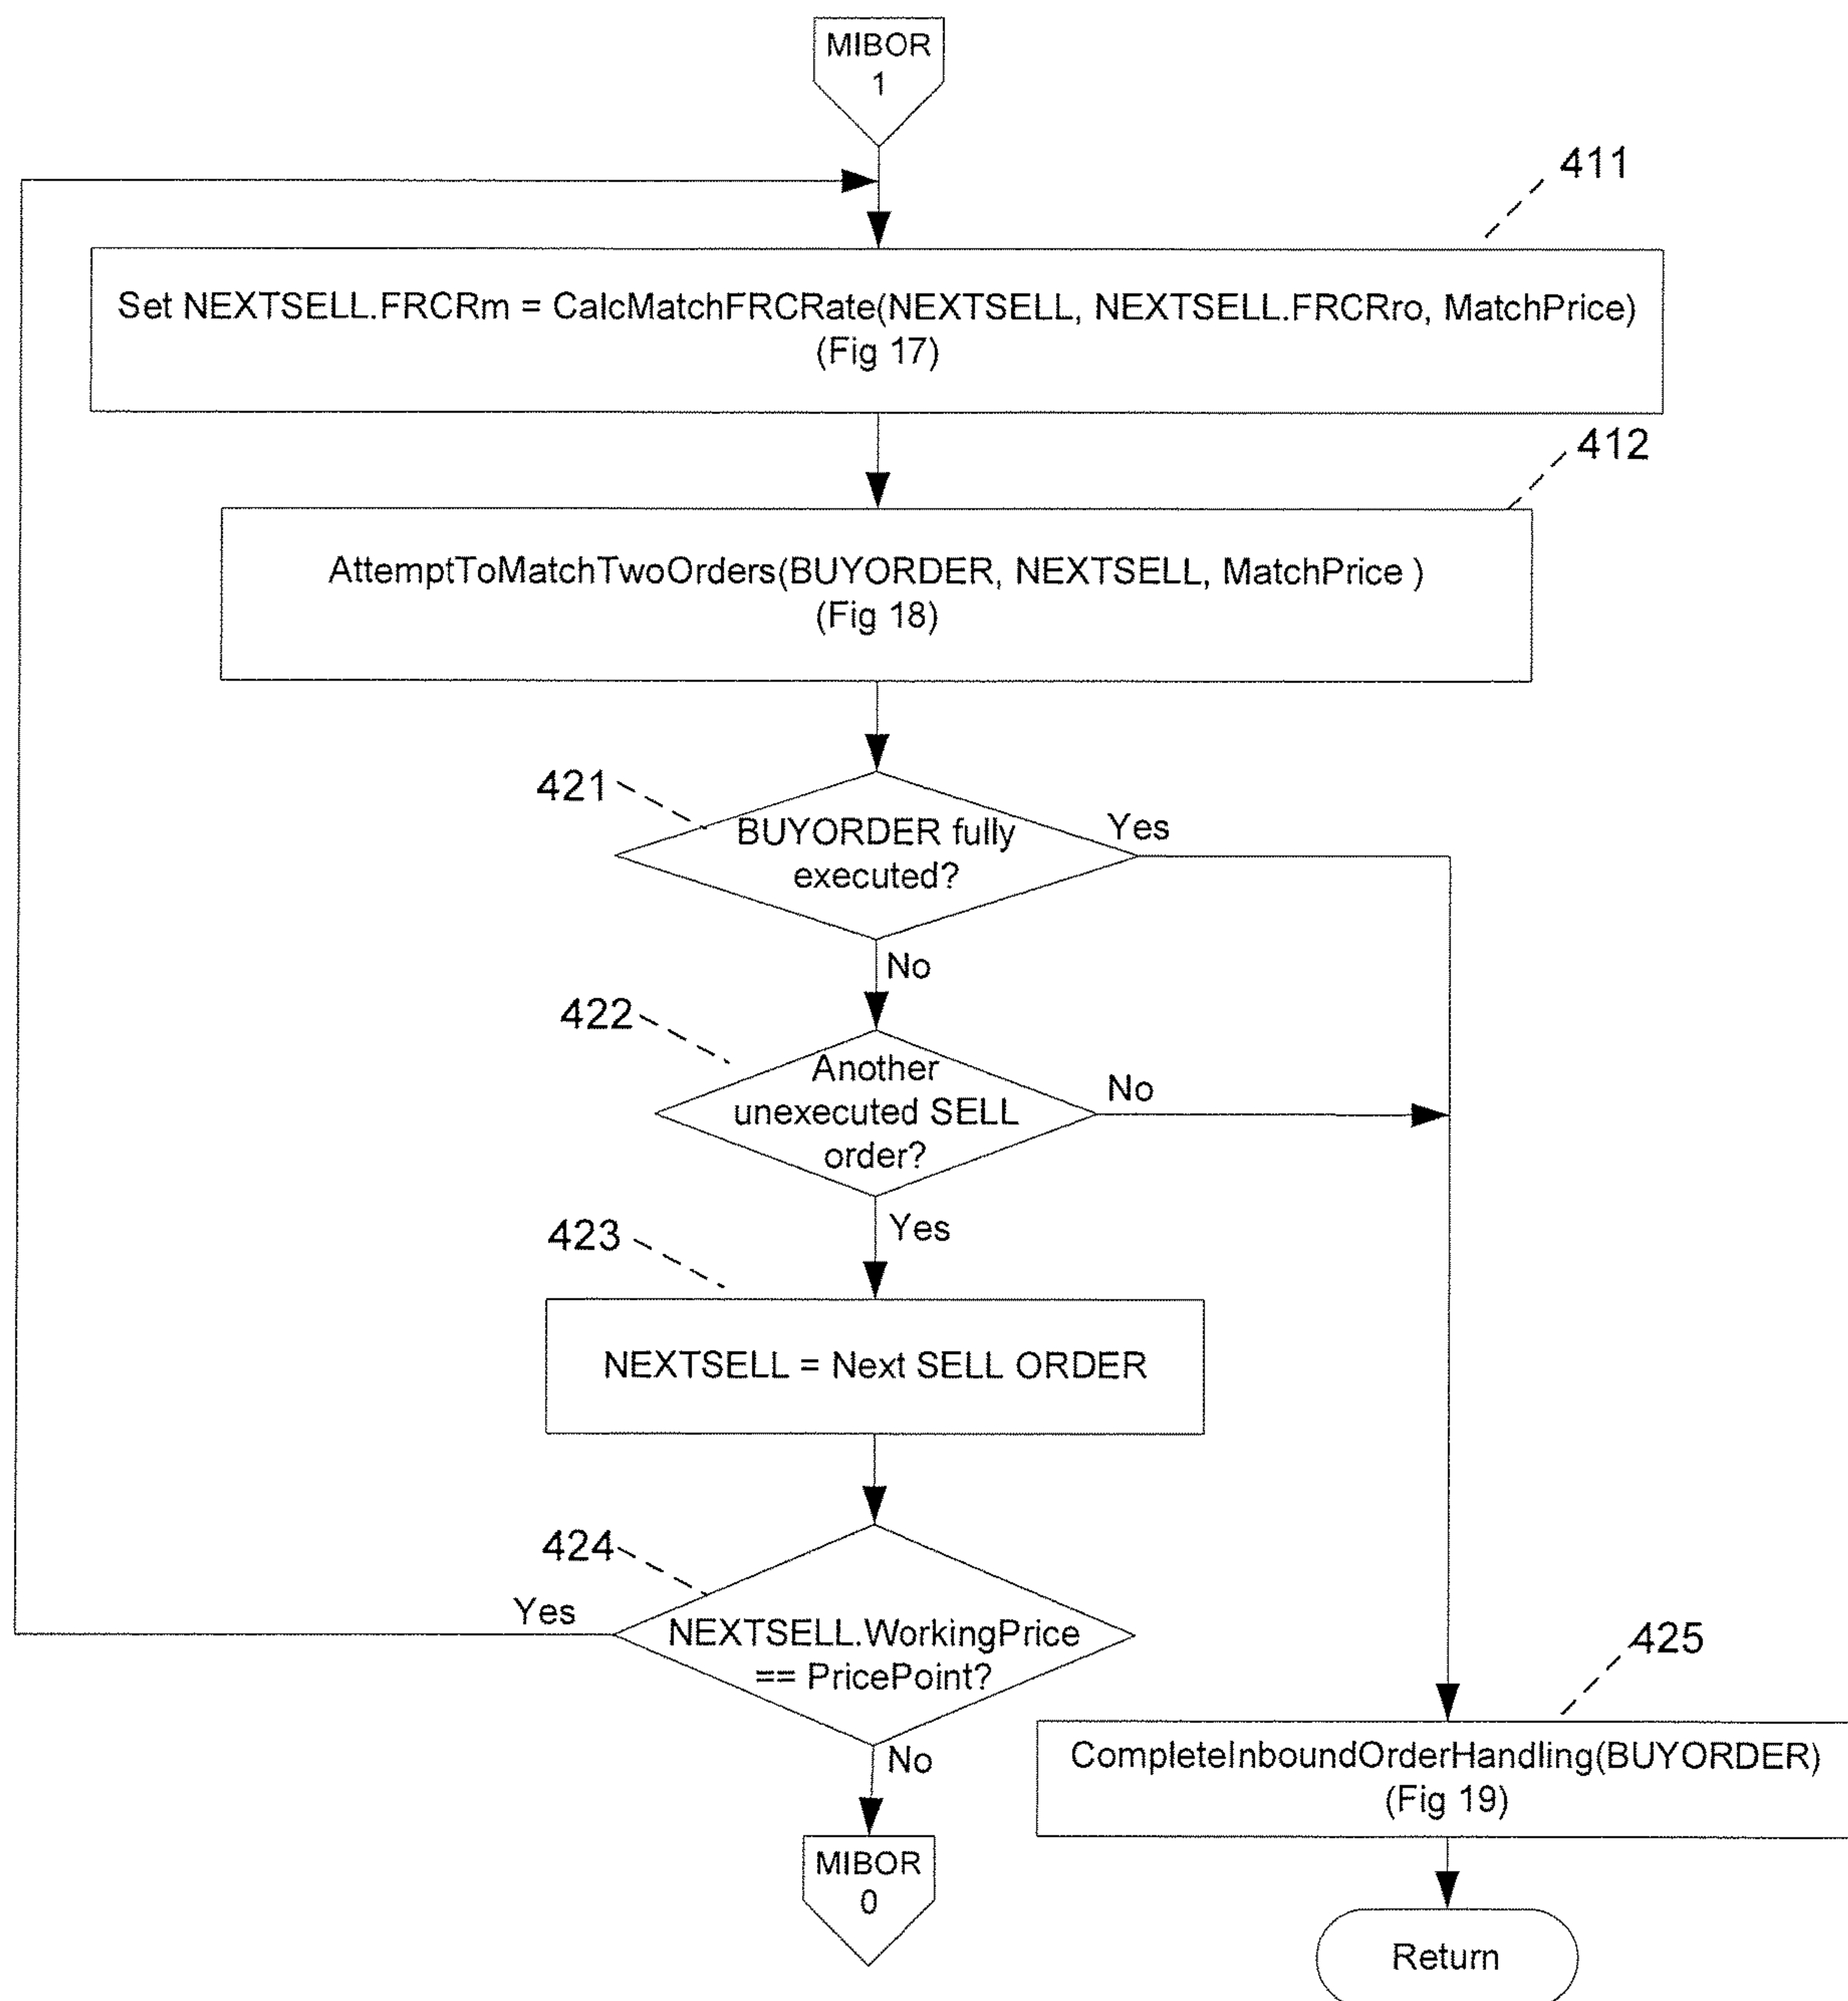 MIBOR
1
411
Set NEXTSELL.FRCRm = CalcMatchFRCRate(NEXTSELL, NEXTSELL.FRCRro, MatchPrice)
(Fig 17)
412
AttemptToMatchTwoOrders(BUYORDER, NEXTSELL, MatchPrice )
(Fig 18)
421
BUYORDER fully
executed?
Yes
No
422
Another
unexecuted SELL
order?
No
Yes
423
NEXTSELL = Next SELL ORDER
424
Yes
NEXTSELL.WorkingPrice
== PricePoint?
425
No
CompleteInboundOrderHandling(BUYORDER)
(Fig 19)
MIBOR
0
Return